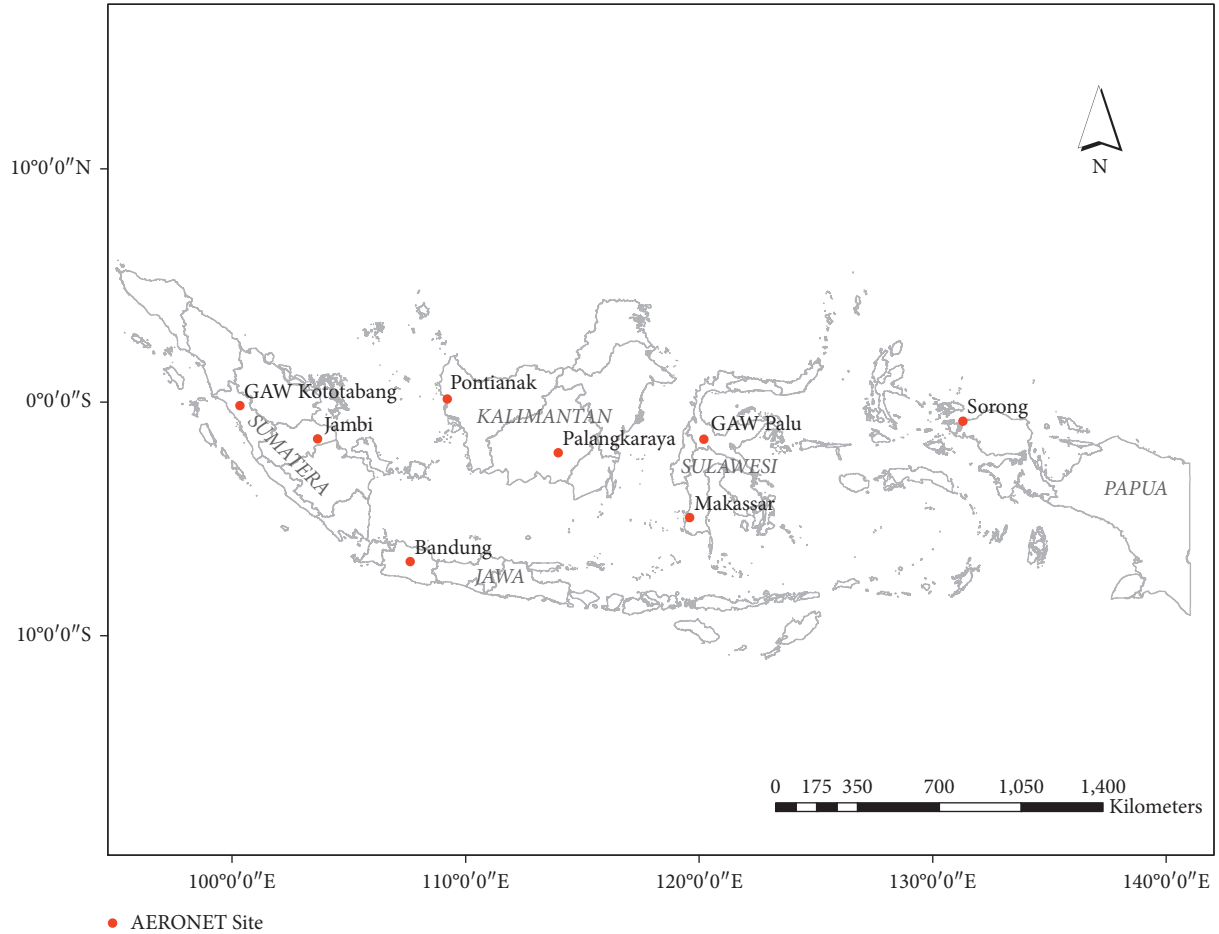 N
10°0′0″N
0°0′0″S
10°0′0″S
GAW Kototabang
Jambi
SUMATERA
Pontianak
KALIMANTAN
Palangkaraya
GAW Palu
SULAWESI
Makassar
Sorong
PAPUA
Bandung
JAWA
0 175 350 700 1,050 1,400
Kilometers
100°0′0″E 110°0′0″E 120°0′0″E 130°0′0″E 140°0′0″E
AERONET Site